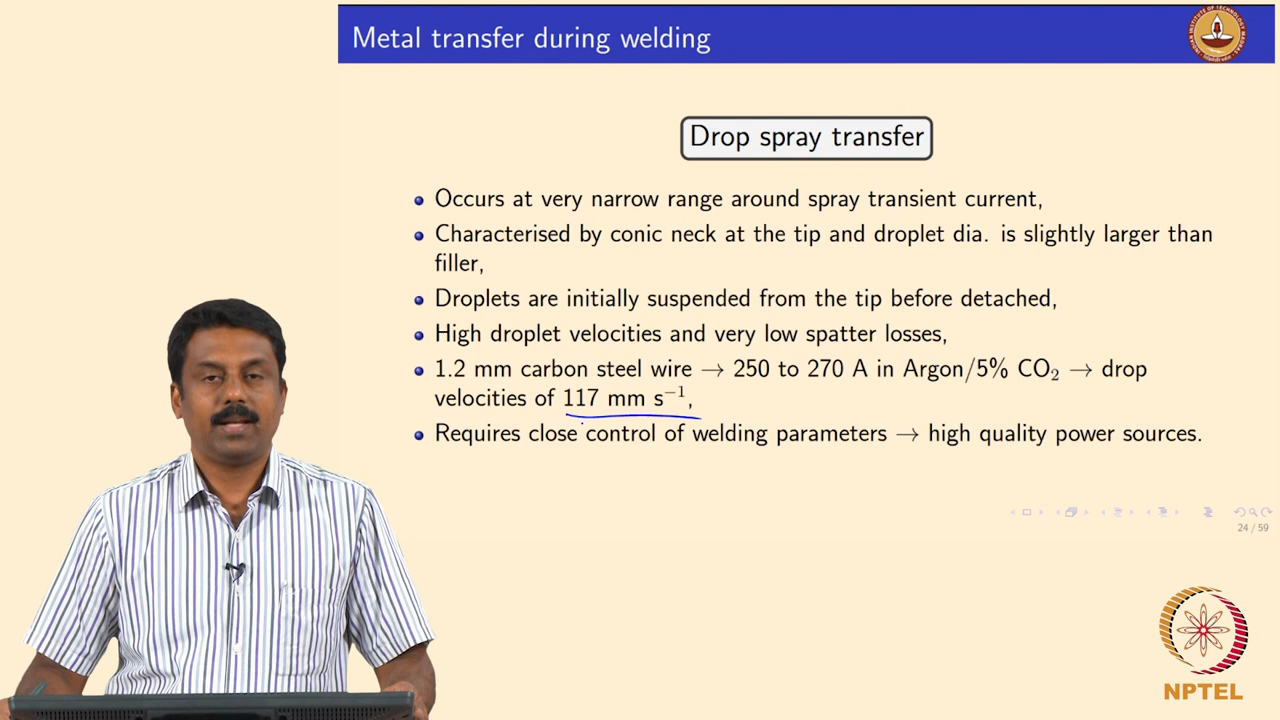 Metal transfer during welding
Drop spray transfer
Occurs at very narrow range around spray transient current,
Characterised by conic neck at the tip and droplet dia. is slightly larger than
filler,
Droplets are initially suspended from the tip before detached,
High droplet velocities and very low spatter losses,
1.2 mm carbon steel wire → 250 to 270 A in Argon/5% CO₂ → drop
velocities of 117 mm s⁻¹,
Requires close control of welding parameters → high quality power sources.
24 / 59
NPTEL